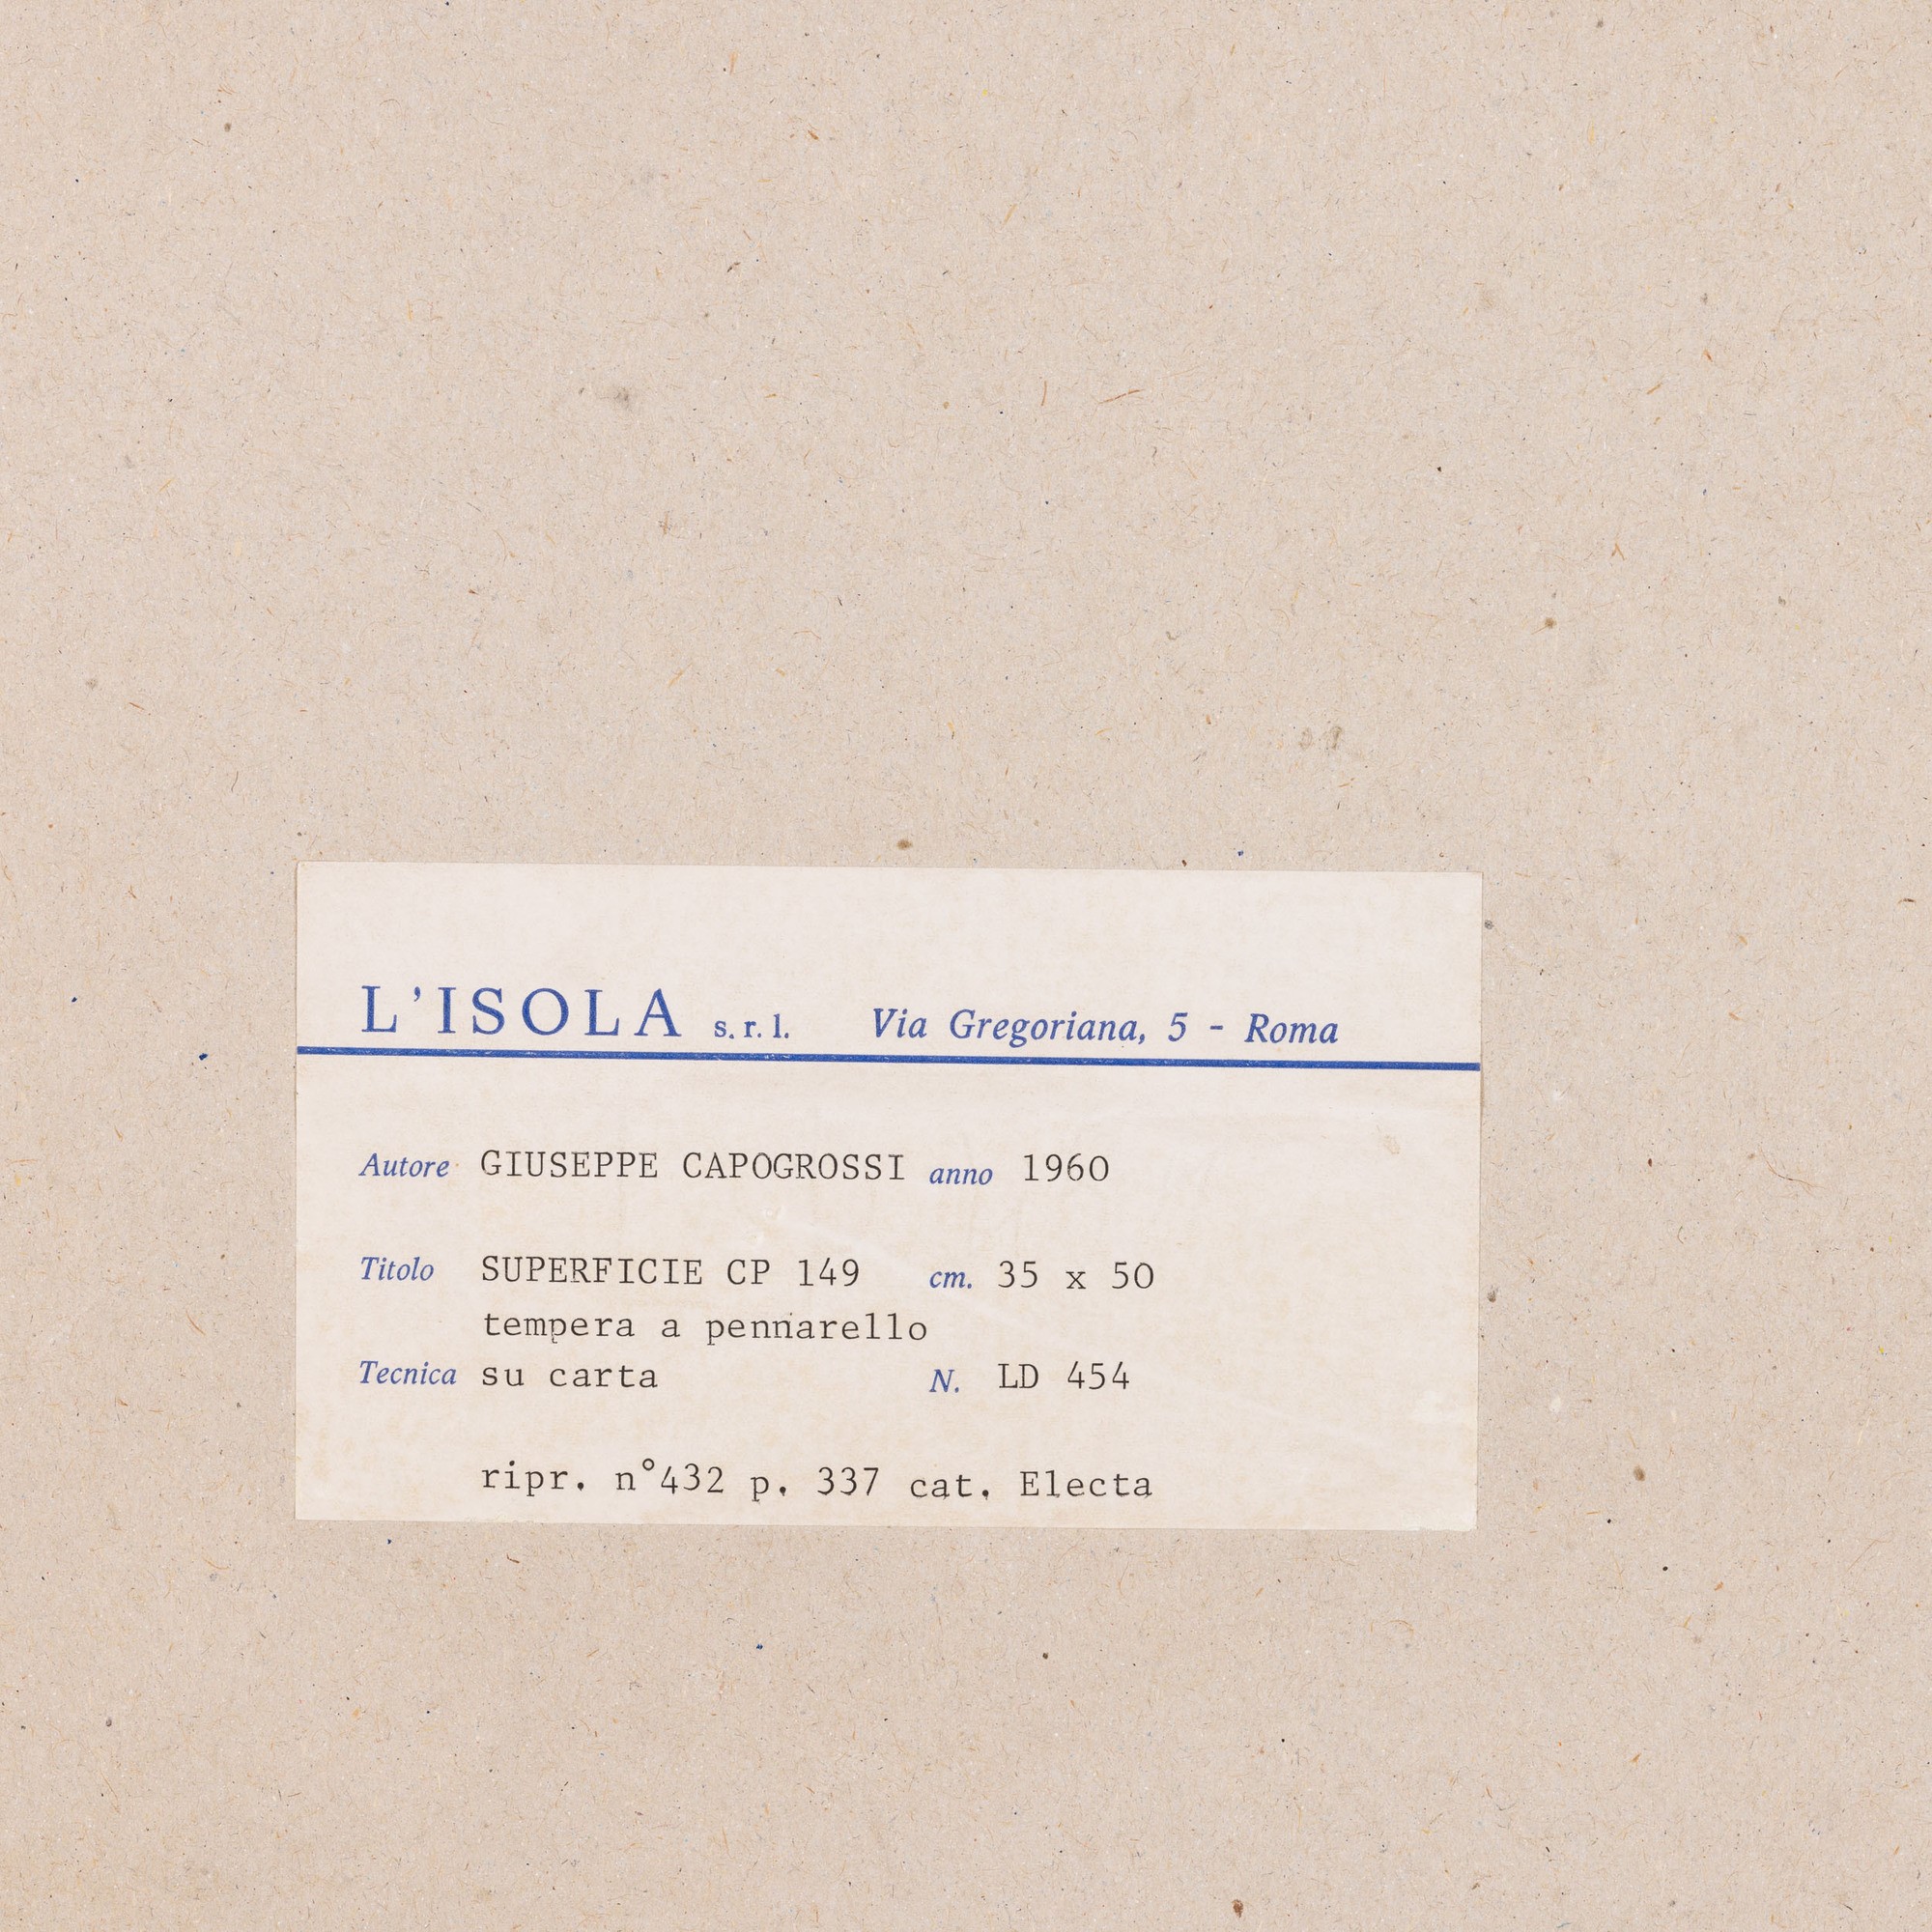 L'ISOLA s.r.l. Via Gregoriana, 5 - Roma
Autore GIUSEPPE CAPOGROSSI anno 1960
Titolo SUPERFICIE CP 149 cm. 35 x 50
tempera a pennarello
Tecnica su carta N. LD 454
ripr. n°432 p. 337 cat. Electa